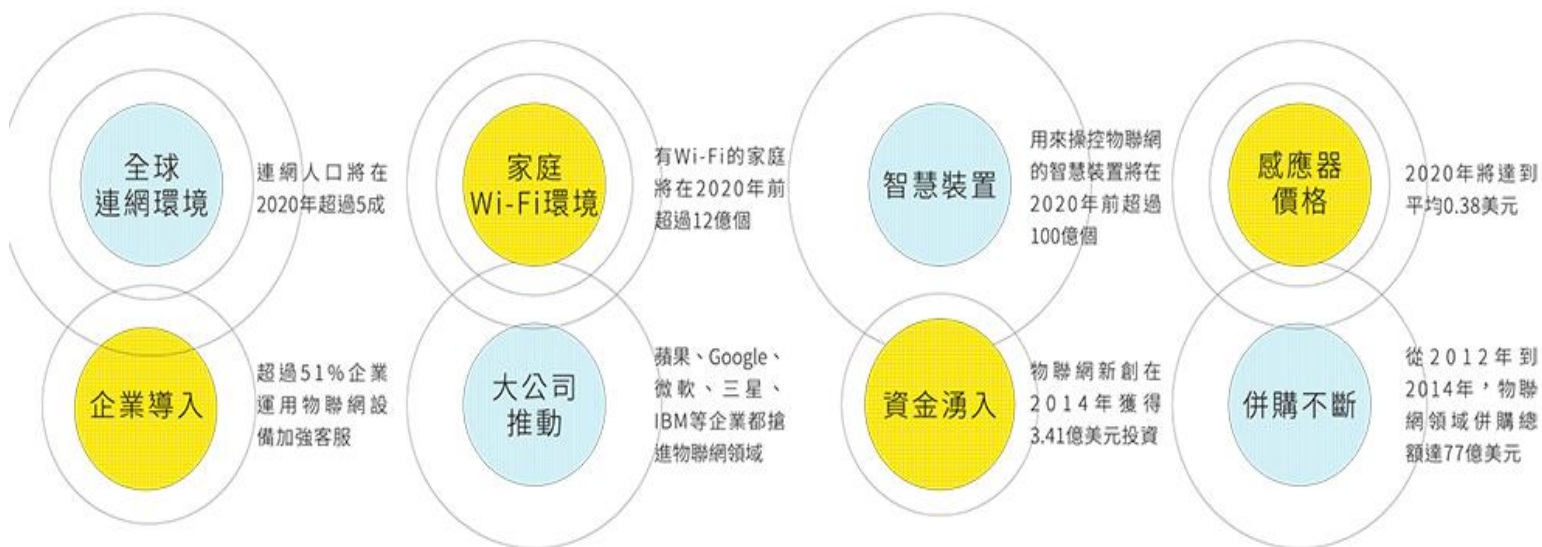 全球
連網環境
連網人口將在
2020年超過5成
家庭
Wi-Fi環境
有Wi-Fi的家庭
將在2020年前
超過12億個
智慧裝置
用來操控物聯網
的智慧裝置將在
2020年前超過
100億個
感應器
價格
2020年將達到
平均0.38美元
企業導入
超過51%企業
運用物聯網設
備加強客服
大公司
推動
蘋果、Google、
微軟、三星、
IBM等企業都搶
進物聯網領域
資金湧入
物聯網新創在
2014年獲得
3.41億美元投資
併購不斷
從2012年到
2014年，物聯
網領域併購總
額達77億美元